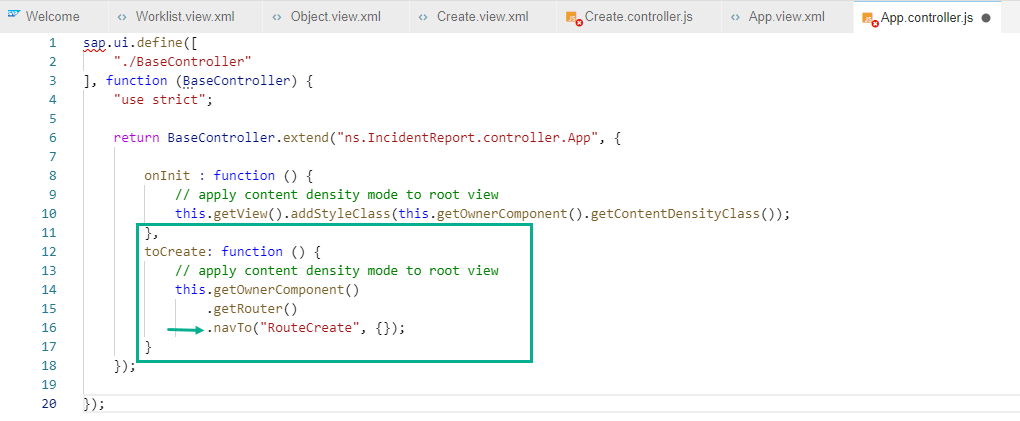 SAP Welcome
Worklist.view.xml
Object.view.xml
Create.view.xml
JS Create.controller.js
App.view.xml
JS App.controller.js
1 sap.ui.define([
2 "./BaseController"
3 ], function (BaseController) {
4 "use strict";
5
6 return BaseController.extend("ns.IncidentReport.controller.App", {
7
8 onInit : function () {
9 // apply content density mode to root view
10 this.getView().addStyleClass(this.getOwnerComponent().getContentDensityClass());
11 },
12 toCreate: function () {
13 // apply content density mode to root view
14 this.getOwnerComponent()
15 .getRouter()
16 .navTo("RouteCreate", {});
17 }
18 });
19
20 });